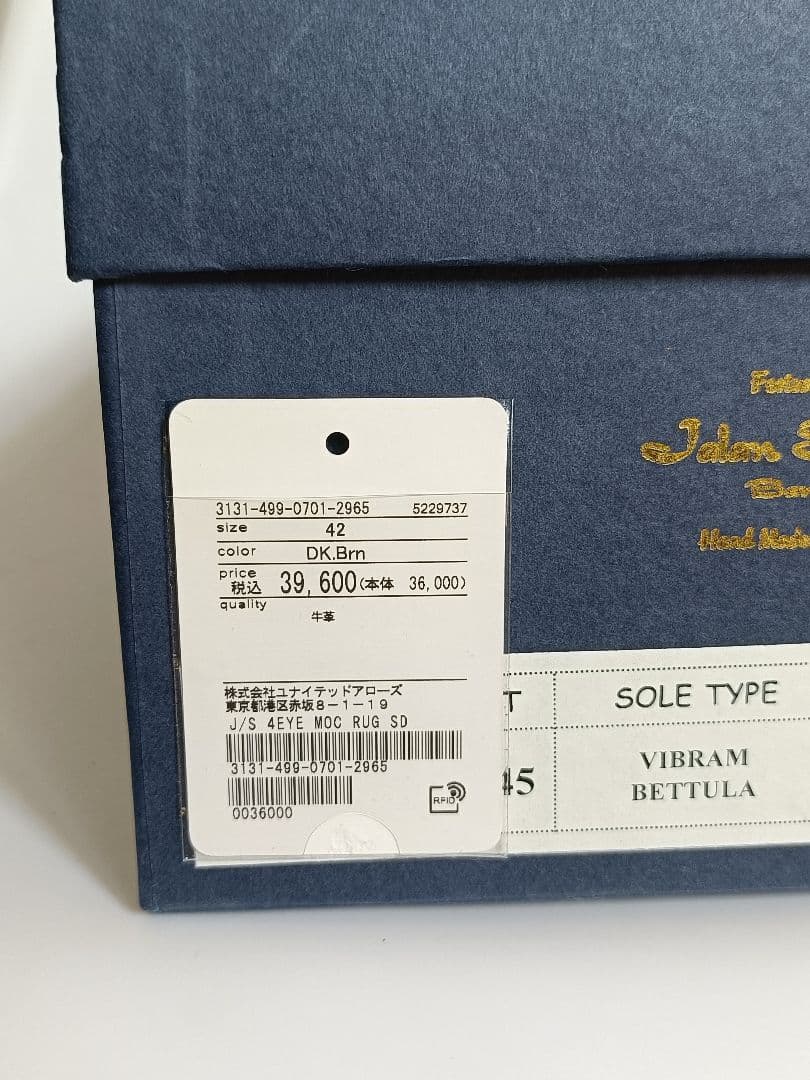 3131-499-0701-2965 5229737
size 42
color DK.Brn
price 税込 39,600(本体 36,000)
quality
牛革
株式会社ユナイテッドアローズ
東京都港区赤坂8-1-19
J/S 4EYE MOC RUG SD
3131-499-0701-2965
0036000
RFID
Jalan
Hand Made
T SOLE TYPE
45 VIBRAM
BETTULA